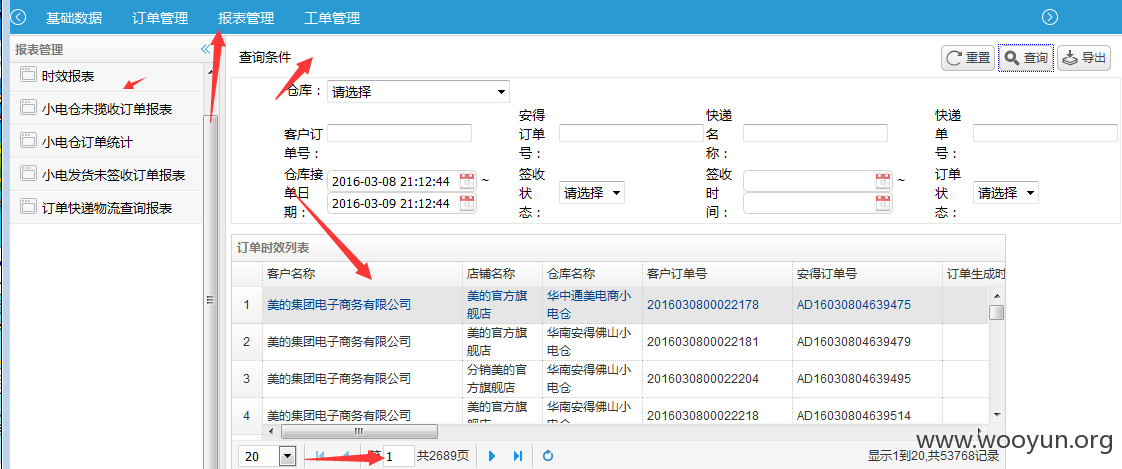 基础数据 订单管理 报表管理 工单管理
报表管理
时效报表
小电仓未揽收订单报表
小电仓订单统计
小电发货未签收订单报表
订单快递物流查询报表
查询条件
重置 查询 导出
仓库： 请选择
客户订单号：
安得订单号：
快递名称：
快递单号：
仓库接单日期： 2016-03-08 21:12:44 ~
2016-03-09 21:12:44
签收状态： 请选择
签收时间： ~
订单状态： 请选择
订单时效列表
客户名称 店铺名称 仓库名称 客户订单号 安得订单号 订单生成时
1 美的集团电子商务有限公司 美的官方旗舰店 华中通美电商小电仓 2016030800022178 AD16030804639475
2 美的集团电子商务有限公司 美的官方旗舰店 华南安得佛山小电仓 2016030800022181 AD16030804639479
3 美的集团电子商务有限公司 分销美的官方旗舰店 华南安得佛山小电仓 2016030800022204 AD16030804639495
4 美的集团电子商务有限公司 美的官方旗 华南安得佛山小 2016030800022218 AD16030804639514
20 第 1 共2689页 显示1到20,共53768记录
www.wooyun.org